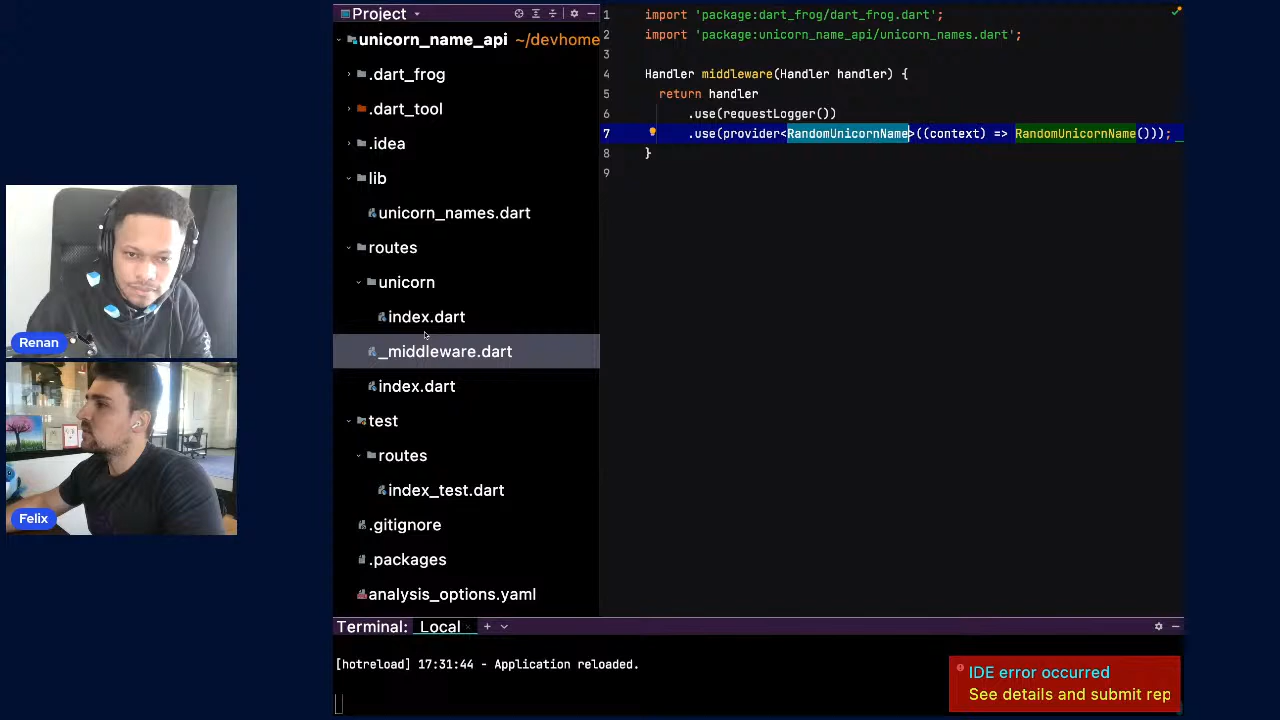 Renan
Felix
Project
unicorn_name_api ~/devhome
.dart_frog
.dart_tool
.idea
lib
unicorn_names.dart
routes
unicorn
index.dart
_middleware.dart
index.dart
test
routes
index_test.dart
.gitignore
.packages
analysis_options.yaml
1 import 'package:dart_frog/dart_frog.dart';
2 import 'package:unicorn_name_api/unicorn_names.dart';
3
4 Handler middleware(Handler handler) {
5 return handler
6 .use(requestLogger())
7 .use(provider<RandomUnicornName>((context) => RandomUnicornName()));
8 }
9
Terminal: Local
[hotreload] 17:31:44 - Application reloaded.
IDE error occurred
See details and submit rep